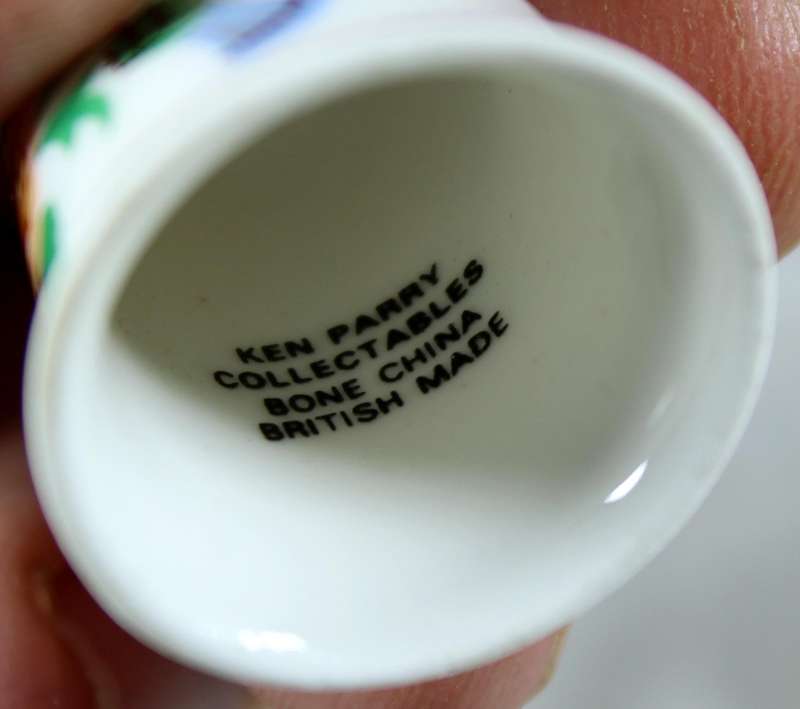 KEN PARRY
COLLECTABLES
BONE CHINA
BRITISH MADE